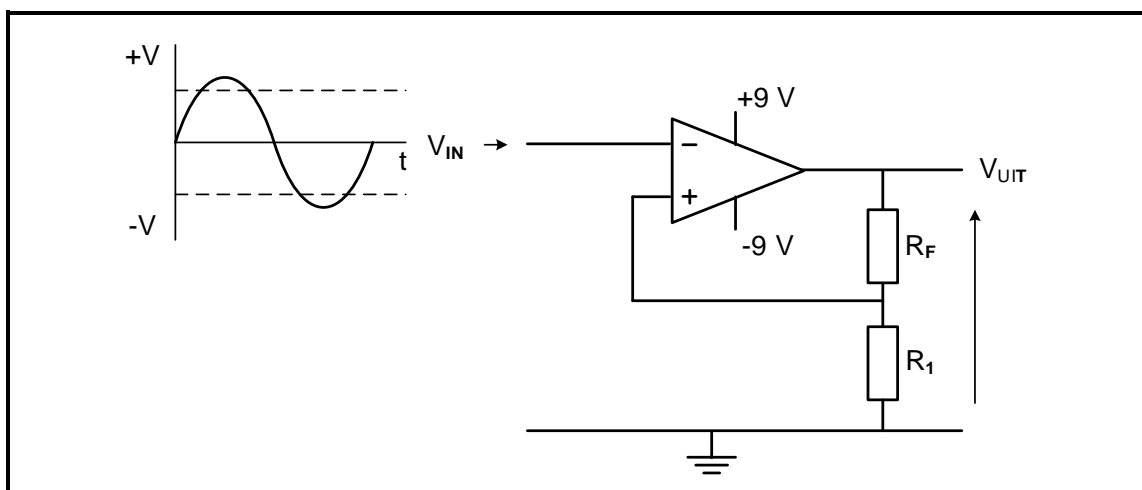 +V
t
-V
V_IN
+9 V
−
+
-9 V
V_UIT
R_F
R_1